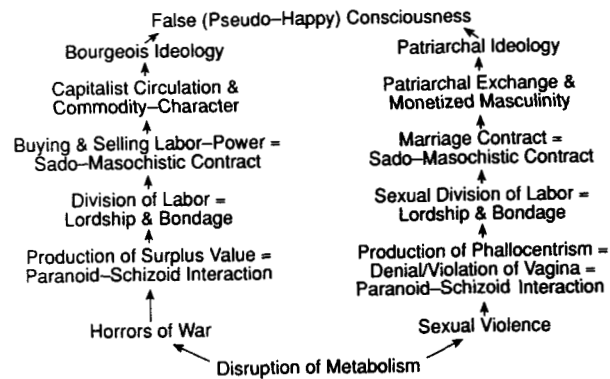 False (Pseudo–Happy) Consciousness
Bourgeois Ideology
Capitalist Circulation &
Commodity–Character
Buying & Selling Labor–Power =
Sado–Masochistic Contract
Division of Labor =
Lordship & Bondage
Production of Surplus Value =
Paranoid–Schizoid Interaction
Horrors of War
Patriarchal Ideology
Patriarchal Exchange &
Monetized Masculinity
Marriage Contract =
Sado–Masochistic Contract
Sexual Division of Labor =
Lordship & Bondage
Production of Phallocentrism =
Denial/Violation of Vagina =
Paranoid–Schizoid Interaction
Sexual Violence
Disruption of Metabolism